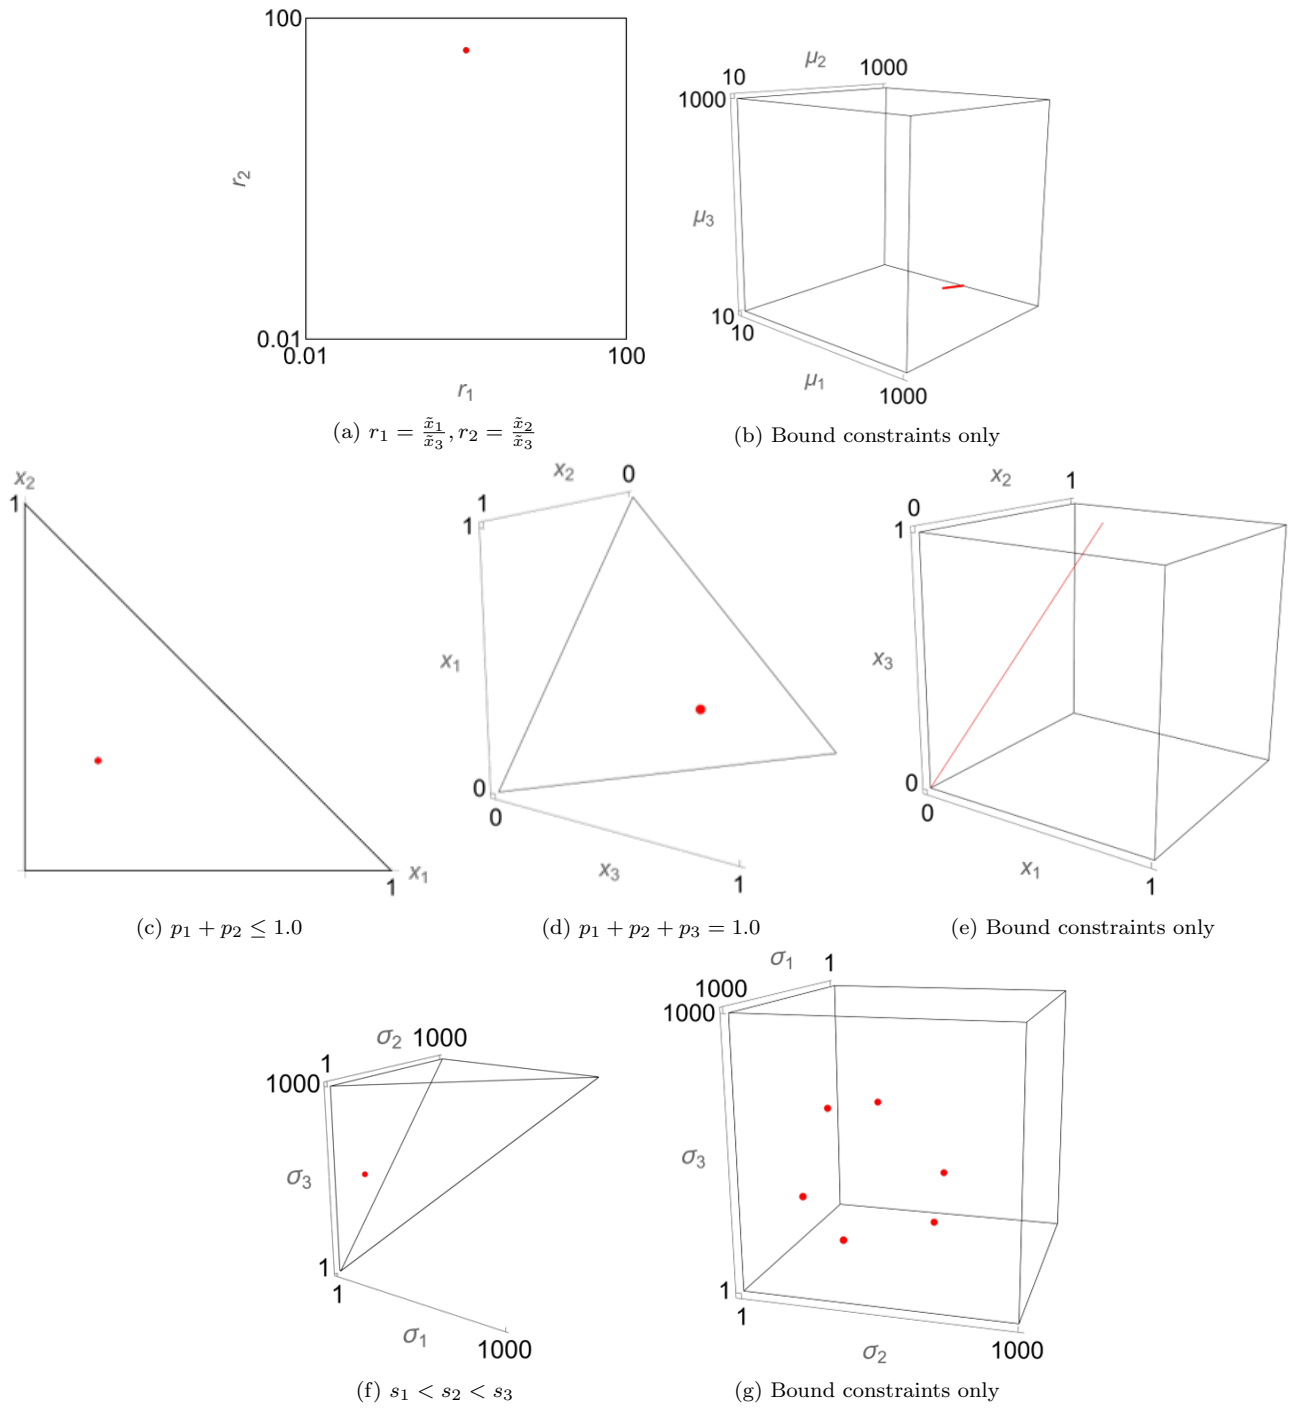 100
r₂
0.01
0.01 100
r₁
(a) r₁ = x̃₁/x̃₃, r₂ = x̃₂/x̃₃
μ₂
10 1000
1000
μ₃
10
10
μ₁
1000
(b) Bound constraints only
x₂
1
x₁
1
(c) p₁ + p₂ ≤ 1.0
x₂ 0
1
1
x₁
0
0
x₃
1
(d) p₁ + p₂ + p₃ = 1.0
x₂ 1
0
1
x₃
0
0
x₁
1
(e) Bound constraints only
σ₂ 1000
1
1000
σ₃
1
1
σ₁
1000
(f) s₁ < s₂ < s₃
σ₁ 1
1000
1000
σ₃
1
1
σ₂
1000
(g) Bound constraints only